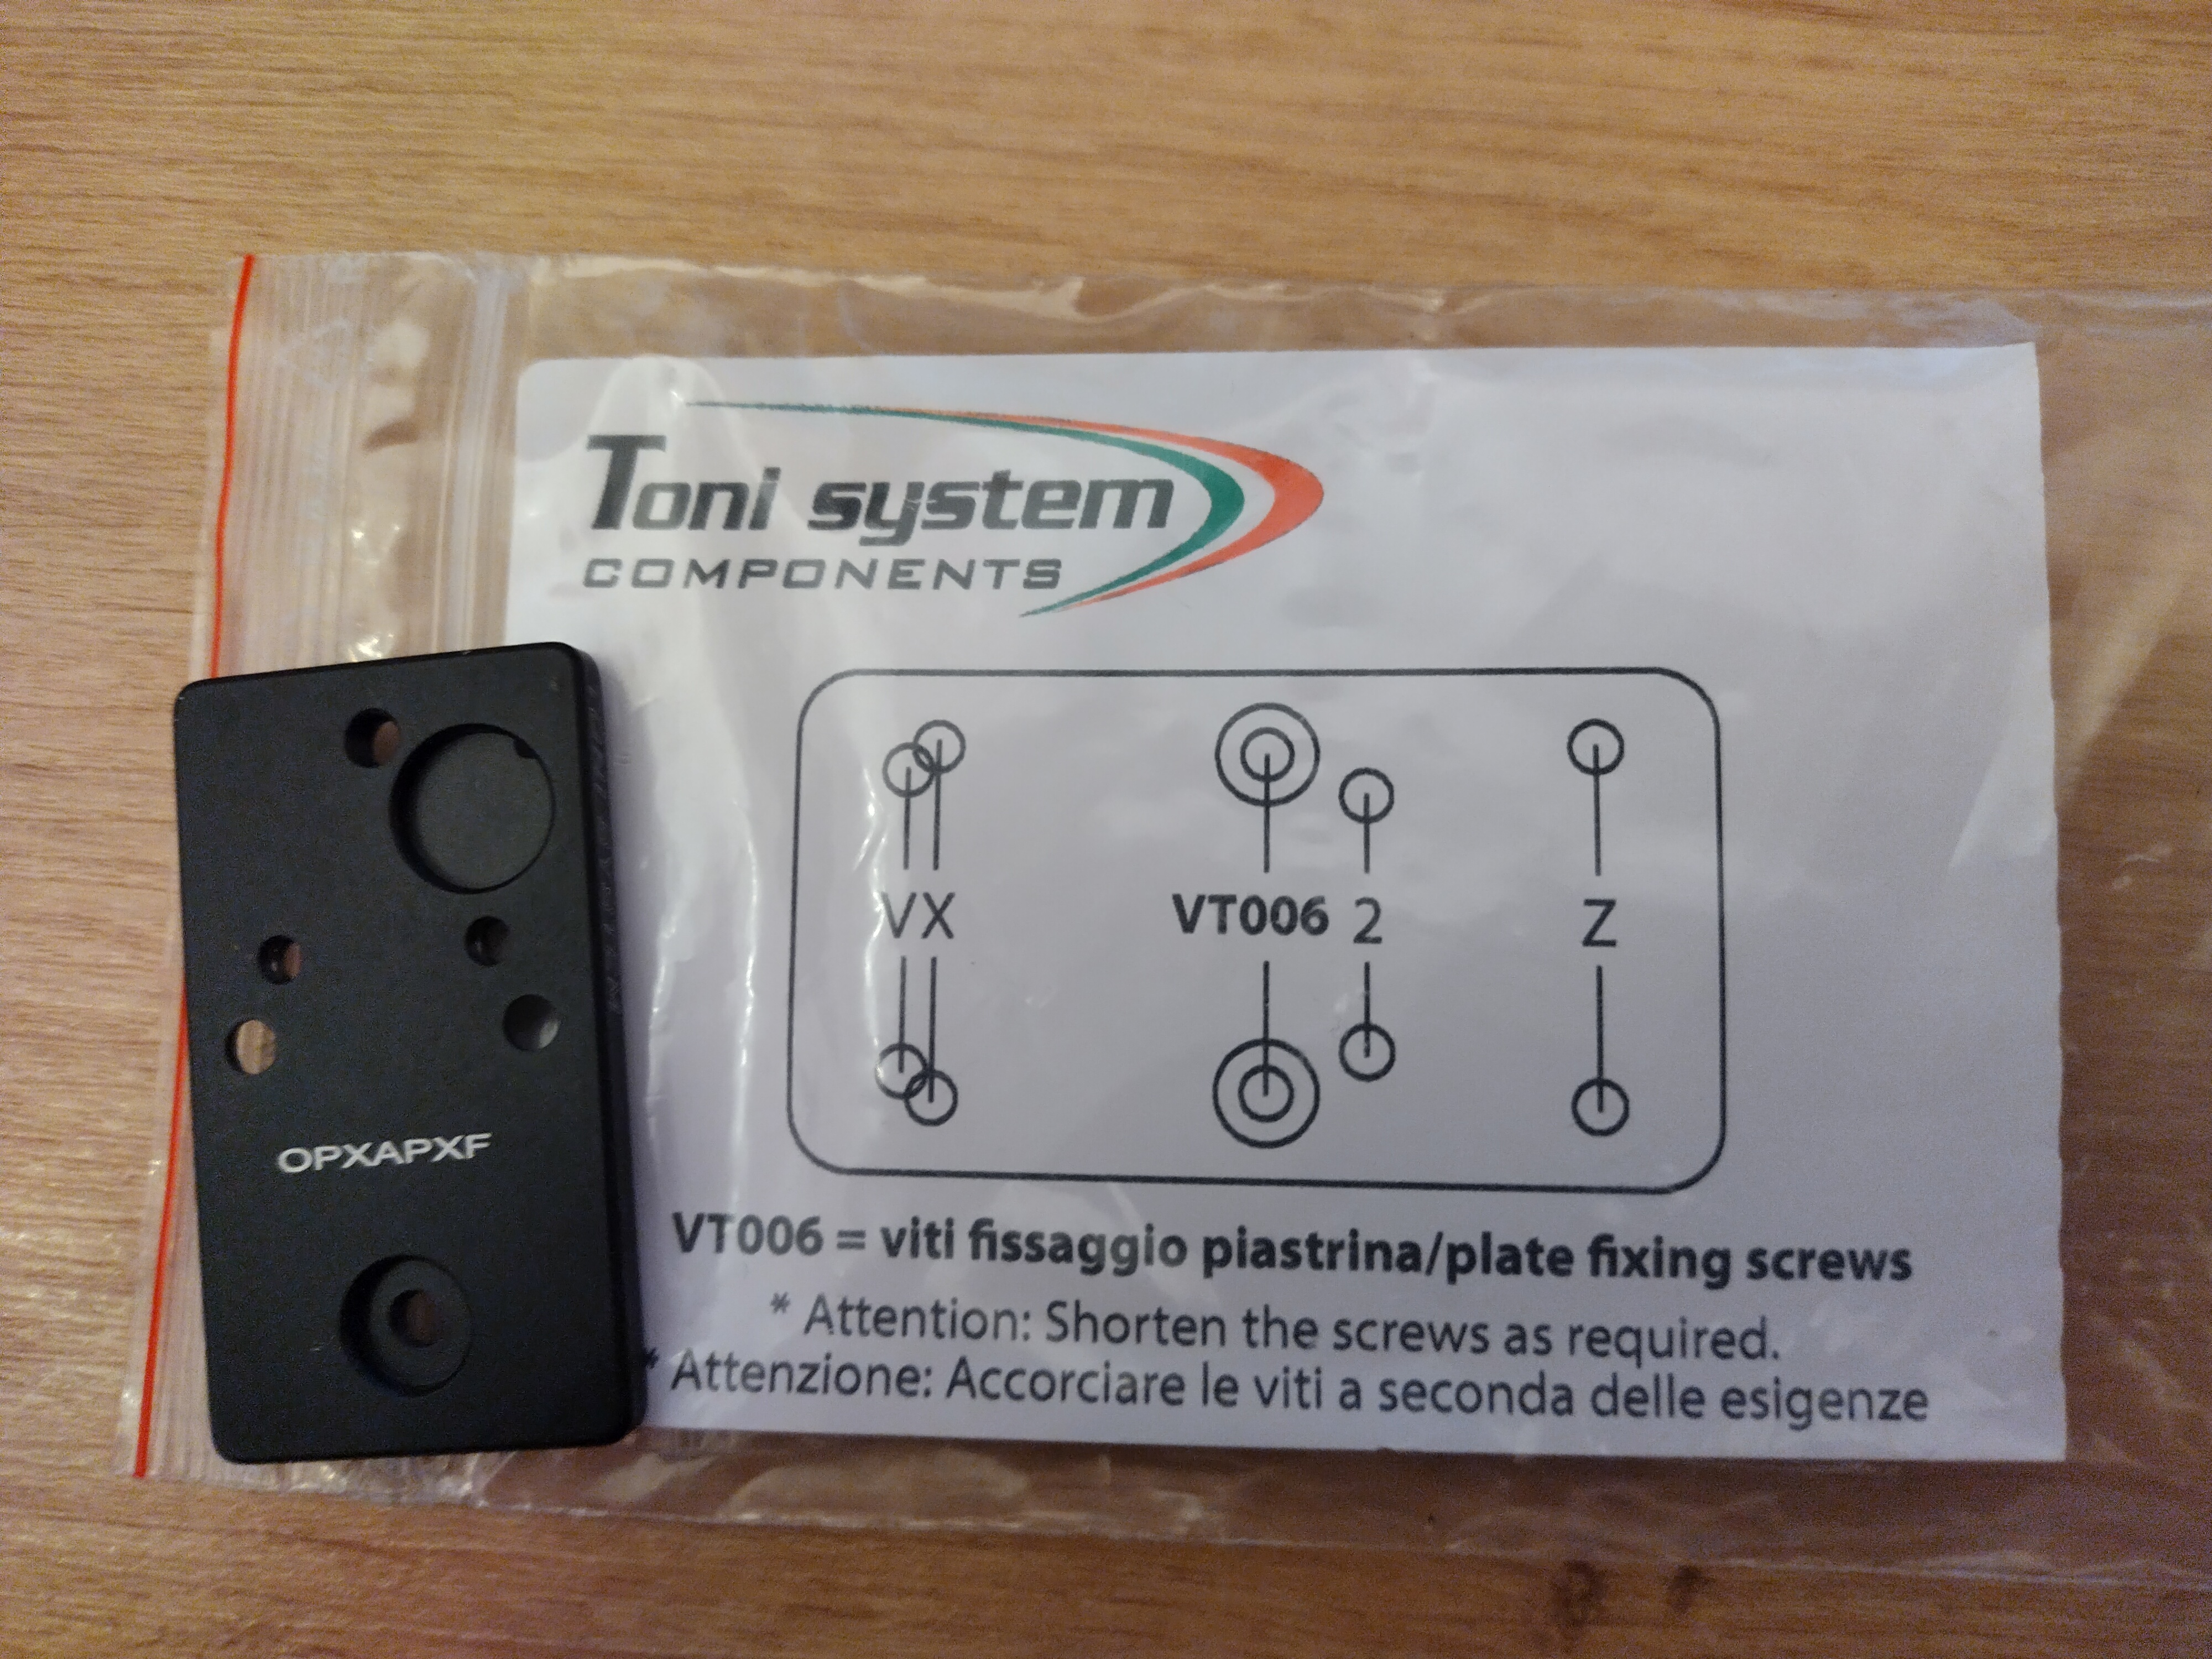 Toni system
COMPONENTS
VX VT006 2 Z
OPXAPXF
VT006 = viti fissaggio piastrina/plate fixing screws
* Attention: Shorten the screws as required.
* Attenzione: Accorciare le viti a seconda delle esigenze